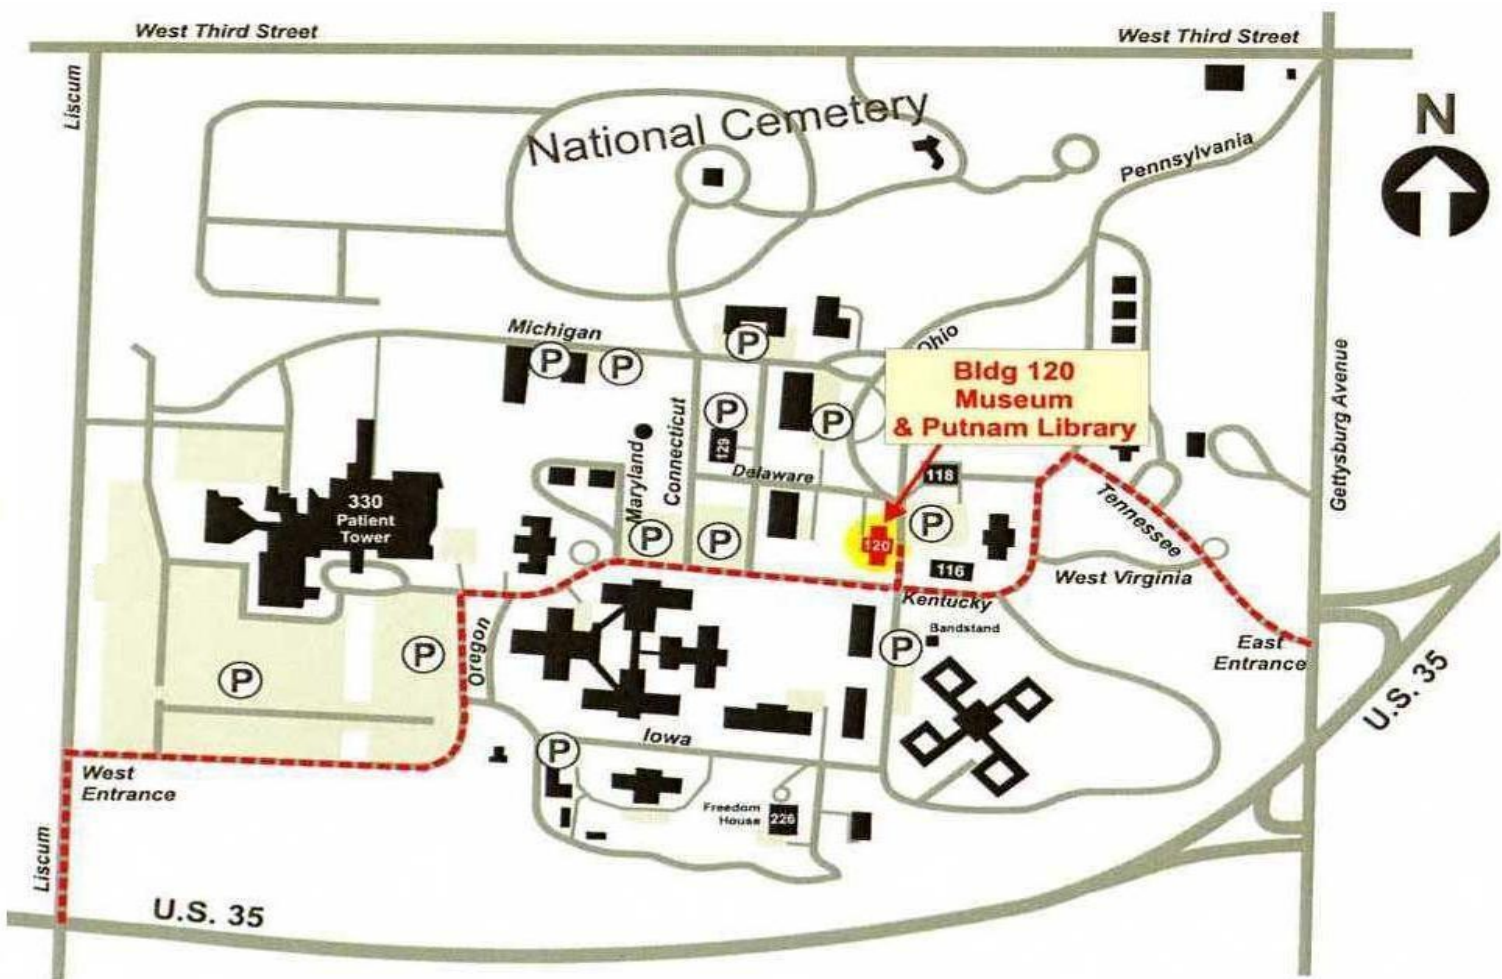 West Third Street
West Third Street
Liscum
National Cemetery
N
Pennsylvania
Michigan
Ohio
P
P
P
Bldg 120
Museum
& Putnam Library
Gettysburg Avenue
P
P
129
Connecticut
Maryland
Delaware
118
330
Patient
Tower
Tennessee
P
P
P
120
116
West Virginia
Kentucky
Bandstand
Oregon
P
P
P
East
Entrance
U.S. 35
Iowa
P
West
Entrance
Freedom
House
226
Liscum
U.S. 35